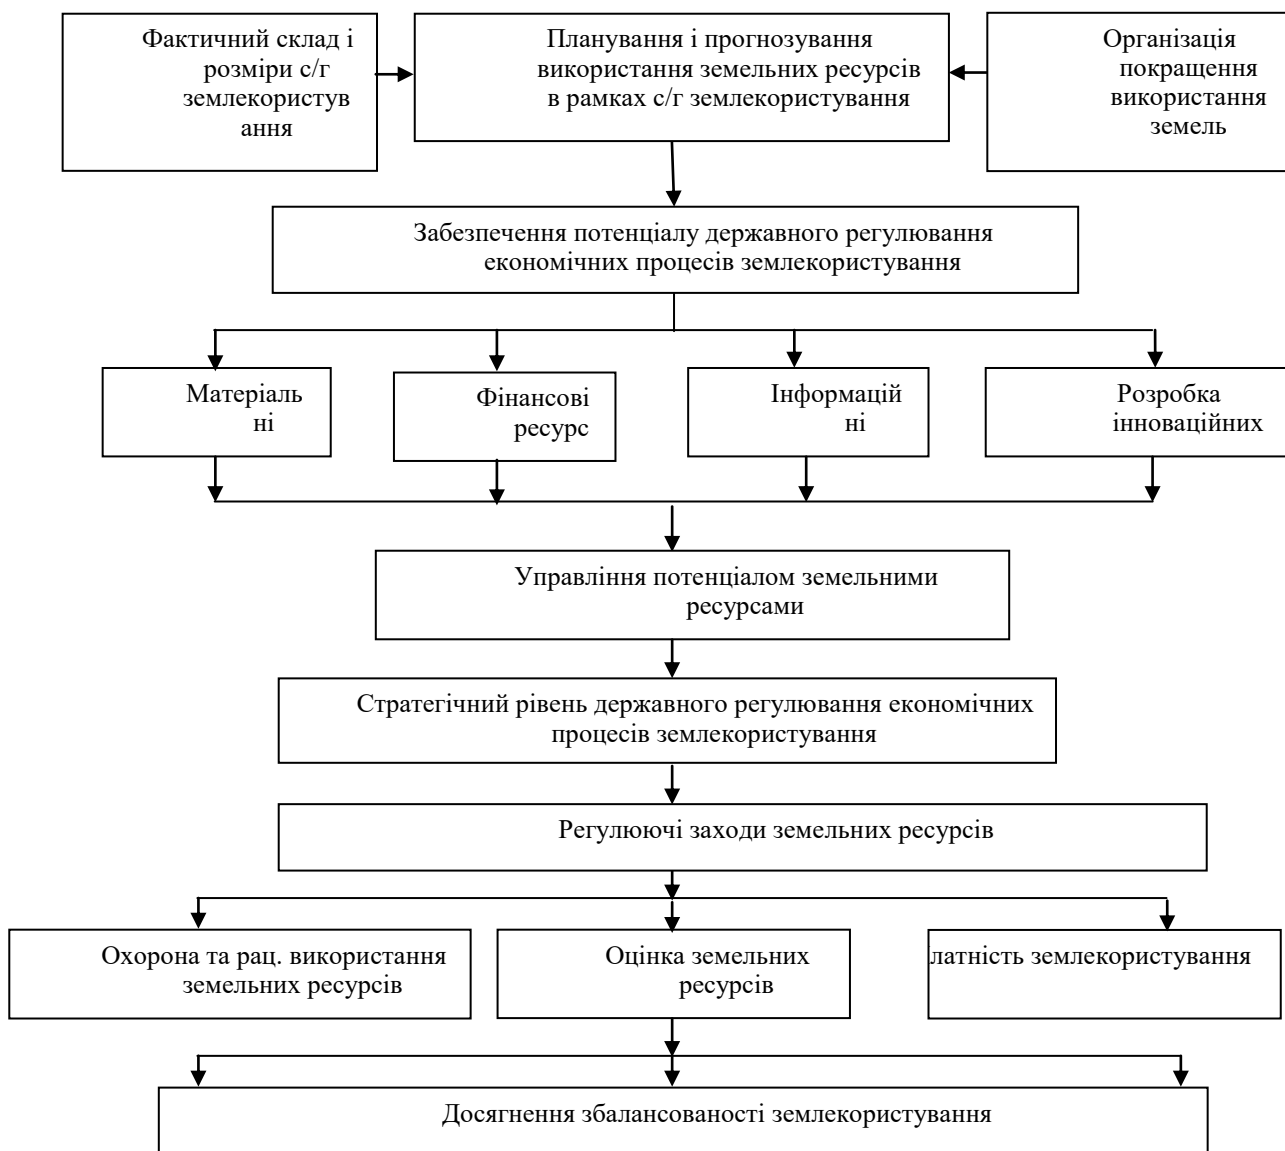 Фактичний склад і
розміри с/г
землекористув
ання
Планування і прогнозування
використання земельних ресурсів
в рамках с/г землекористування
Організація
покращення
використання
земель
Забезпечення потенціалу державного регулювання
економічних процесів землекористування
Матеріаль
ні
Фінансові
ресурс
Інформацій
ні
Розробка
інноваційних
Управління потенціалом земельними
ресурсами
Стратегічний рівень державного регулювання економічних
процесів землекористування
Регулюючі заходи земельних ресурсів
Охорона та рац. використання
земельних ресурсів
Оцінка земельних
ресурсів
латність землекористування
Досягнення збалансованості землекористування